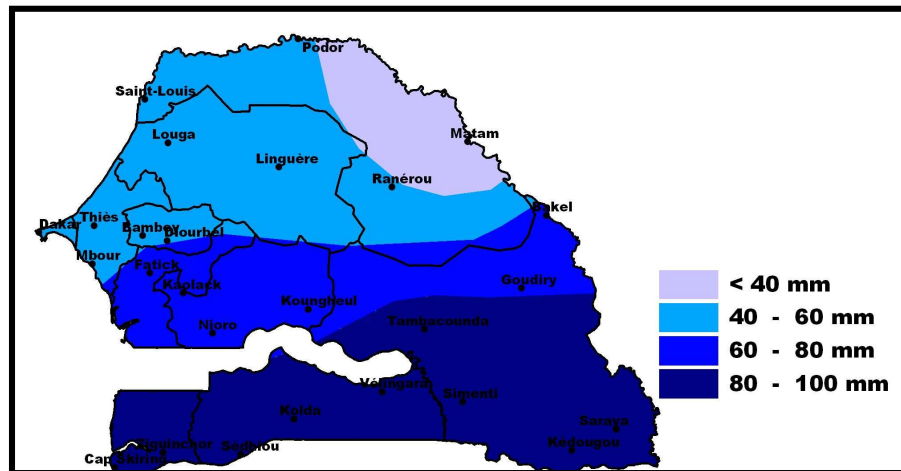 Podor
Saint-Louis
Louga
Matam
Linguère
Ranérou
Bakel
Dakar
Thiès
Bambey
Diourbel
Mbour
Fatick
Kaolack
Goudiry
Koungheul
Nioro
Tambacounda
Vélingara
Simenti
Kolda
Saraya
Ziguinchor
Sédhiou
Kédougou
Cap Skiring
< 40 mm
40 - 60 mm
60 - 80 mm
80 - 100 mm